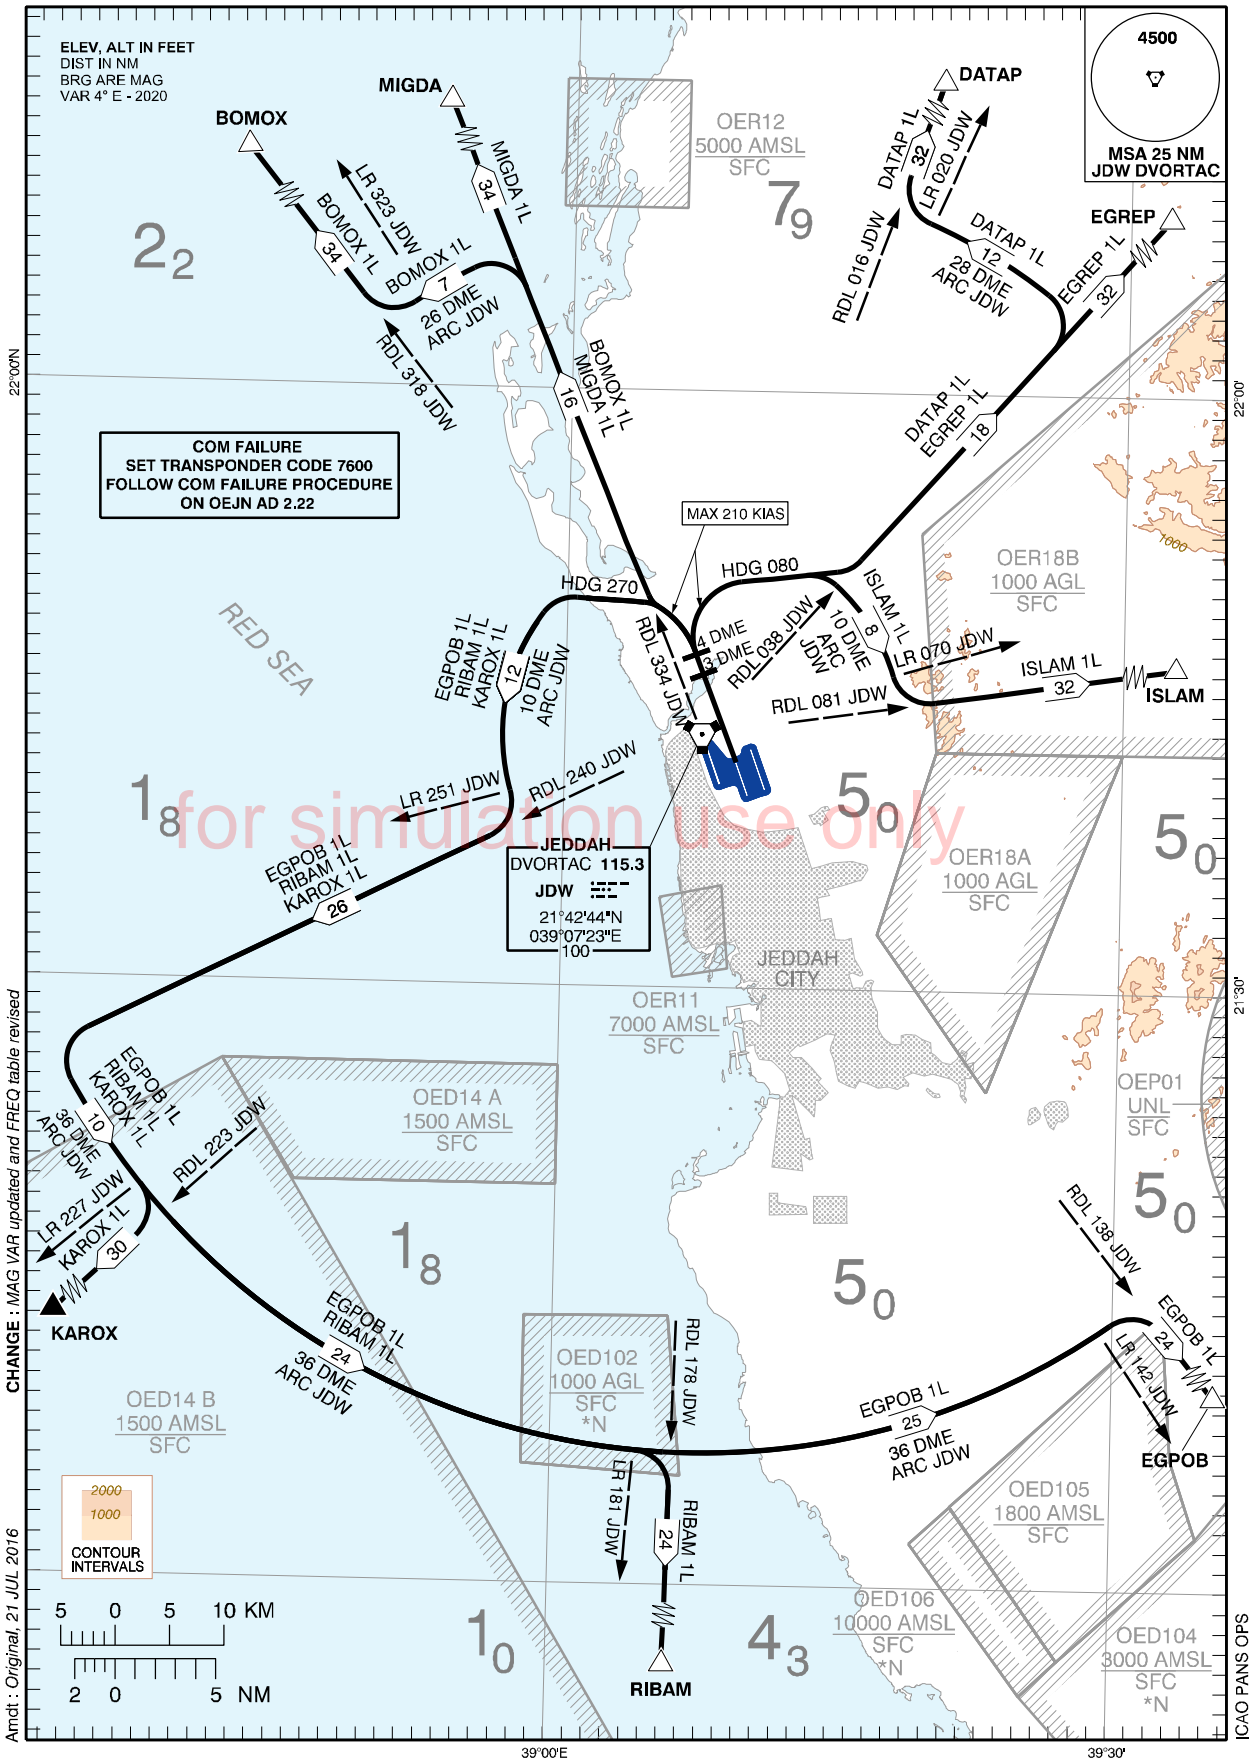 ELEV, ALT IN FEET
DIST IN NM
BRG ARE MAG
VAR 4° E - 2020
BOMOX
MIGDA
DATAP
4500
MSA 25 NM
JDW DVORTAC
EGREP
OER12
5000 AMSL
SFC
7 9
2 2
LR 323 JDW
MIGDA 1L
34
BOMOX 1L
34
BOMOX 1L
7
26 DME
ARC JDW
RDL 318 JDW
DATAP 1L
32
LR 020 JDW
RDL 016 JDW
DATAP 1L
12
28 DME
ARC JDW
EGREP 1L
32
22°00'N
22°00'
BOMOX 1L
MIGDA 1L
16
DATAP 1L
EGREP 1L
18
COM FAILURE
SET TRANSPONDER CODE 7600
FOLLOW COM FAILURE PROCEDURE
ON OEJN AD 2.22
MAX 210 KIAS
1000
OER18B
1000 AGL
SFC
HDG 270
HDG 080
RED SEA
EGPOB 1L
RIBAM 1L
KAROX 1L
12
10 DME
ARC JDW
RDL 334 JDW
4 DME
3 DME
RDL 038 JDW
ISLAM 1L
8
10 DME
ARC
JDW
LR 070 JDW
ISLAM 1L
32
ISLAM
RDL 081 JDW
LR 251 JDW
RDL 240 JDW
1 8
5 0
5 0
for simulation use only
EGPOB 1L
RIBAM 1L
KAROX 1L
26
JEDDAH
DVORTAC 115.3
JDW
21°42'44"N
039°07'23"E
100
OER18A
1000 AGL
SFC
JEDDAH
CITY
OER11
7000 AMSL
SFC
21°30'
EGPOB 1L
RIBAM 1L
KAROX 1L
10
36 DME
ARC JDW
RDL 223 JDW
OED14 A
1500 AMSL
SFC
OEP01
UNL
SFC
LR 227 JDW
KAROX 1L
30
KAROX
1 8
5 0
5 0
RDL 138 JDW
EGPOB 1L
RIBAM 1L
24
36 DME
ARC JDW
OED102
1000 AGL
SFC
*N
RDL 178 JDW
EGPOB 1L
24
LR 142 JDW
EGPOB
EGPOB 1L
25
36 DME
ARC JDW
OED14 B
1500 AMSL
SFC
LR 181 JDW
RIBAM 1L
24
RIBAM
OED105
1800 AMSL
SFC
2000
1000
CONTOUR
INTERVALS
5 0 5 10 KM
2 0 5 NM
1 0
4 3
OED106
10000 AMSL
SFC
*N
OED104
3000 AMSL
SFC
*N
39°00'E
39°30'
CHANGE : MAG VAR updated and FREQ table revised
Amdt : Original, 21 JUL 2016
ICAO PANS OPS